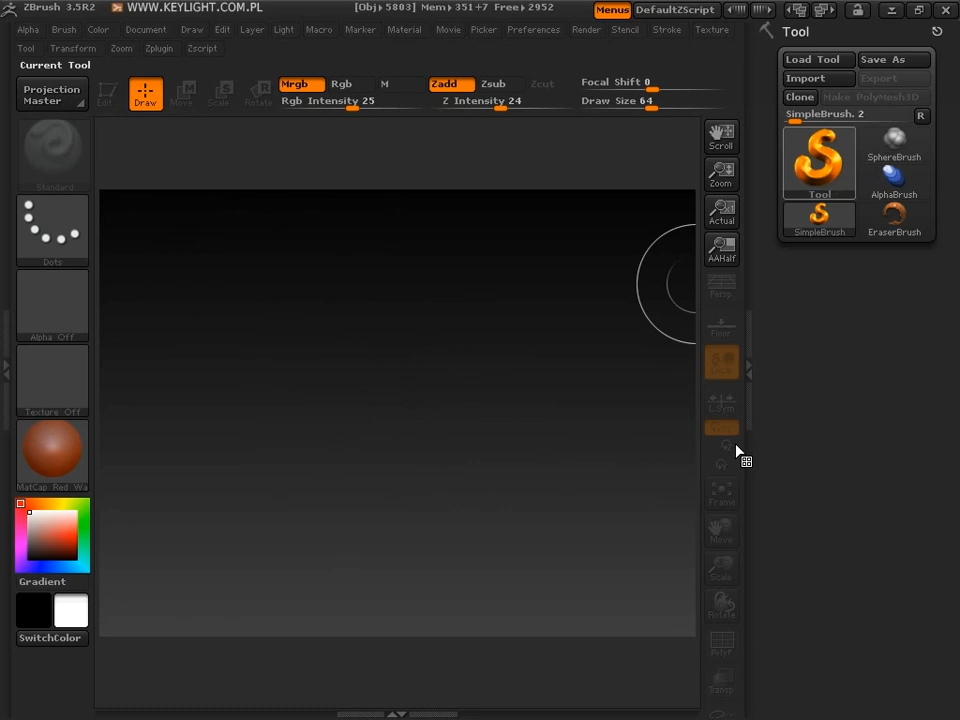 ZBrush 3.5R2 WWW.KEYLIGHT.COM.PL [Obj▸5803] Mem▸351+7 Free▸2952 Menus DefaultZScript
Alpha Brush Color Document Draw Edit Layer Light Macro Marker Material Movie Picker Preferences Render Stencil Stroke Texture
Tool Transform Zoom Zplugin Zscript
Current Tool
Projection Master
Edit
Draw
Move
Scale
Rotate
Mrgb Rgb M
Rgb Intensity 25
Zadd Zsub Zcut
Z Intensity 24
Focal Shift 0
Draw Size 64
Standard
Dots
Alpha Off
Texture Off
MatCap Red Wa
Gradient
SwitchColor
Scroll
Zoom
Actual
AAHalf
Persp
Floor
Local
L.Sym
Frame
Move
Scale
Rotate
PolyF
Transp
Tool
Load Tool Save As
Import Export
Clone Make PolyMesh3D
SimpleBrush. 2 R
SphereBrush
Tool AlphaBrush
SimpleBrush EraserBrush